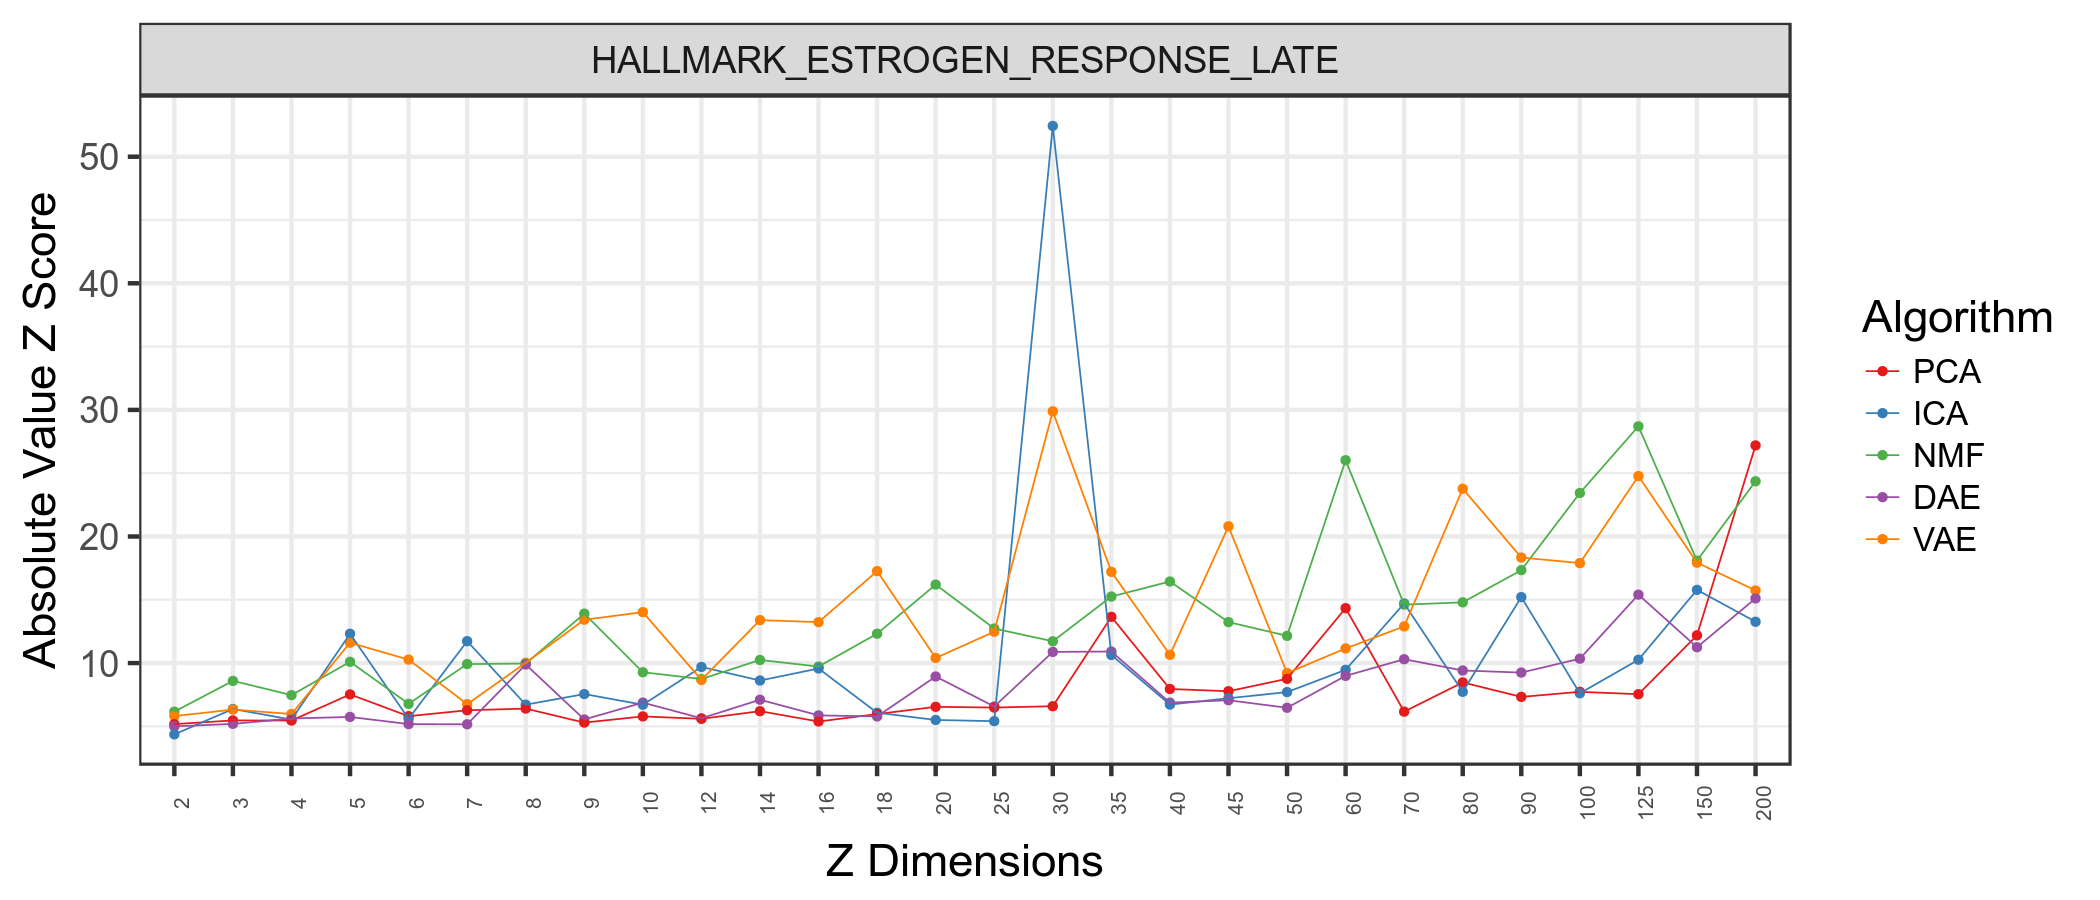 HALLMARK_ESTROGEN_RESPONSE_LATE
Absolute Value Z Score
50
40
30
20
10
2 3 4 5 6 7 8 9 10 12 14 16 18 20 25 30 35 40 45 50 60 70 80 90 100 125 150 200
Z Dimensions
Algorithm
PCA
ICA
NMF
DAE
VAE